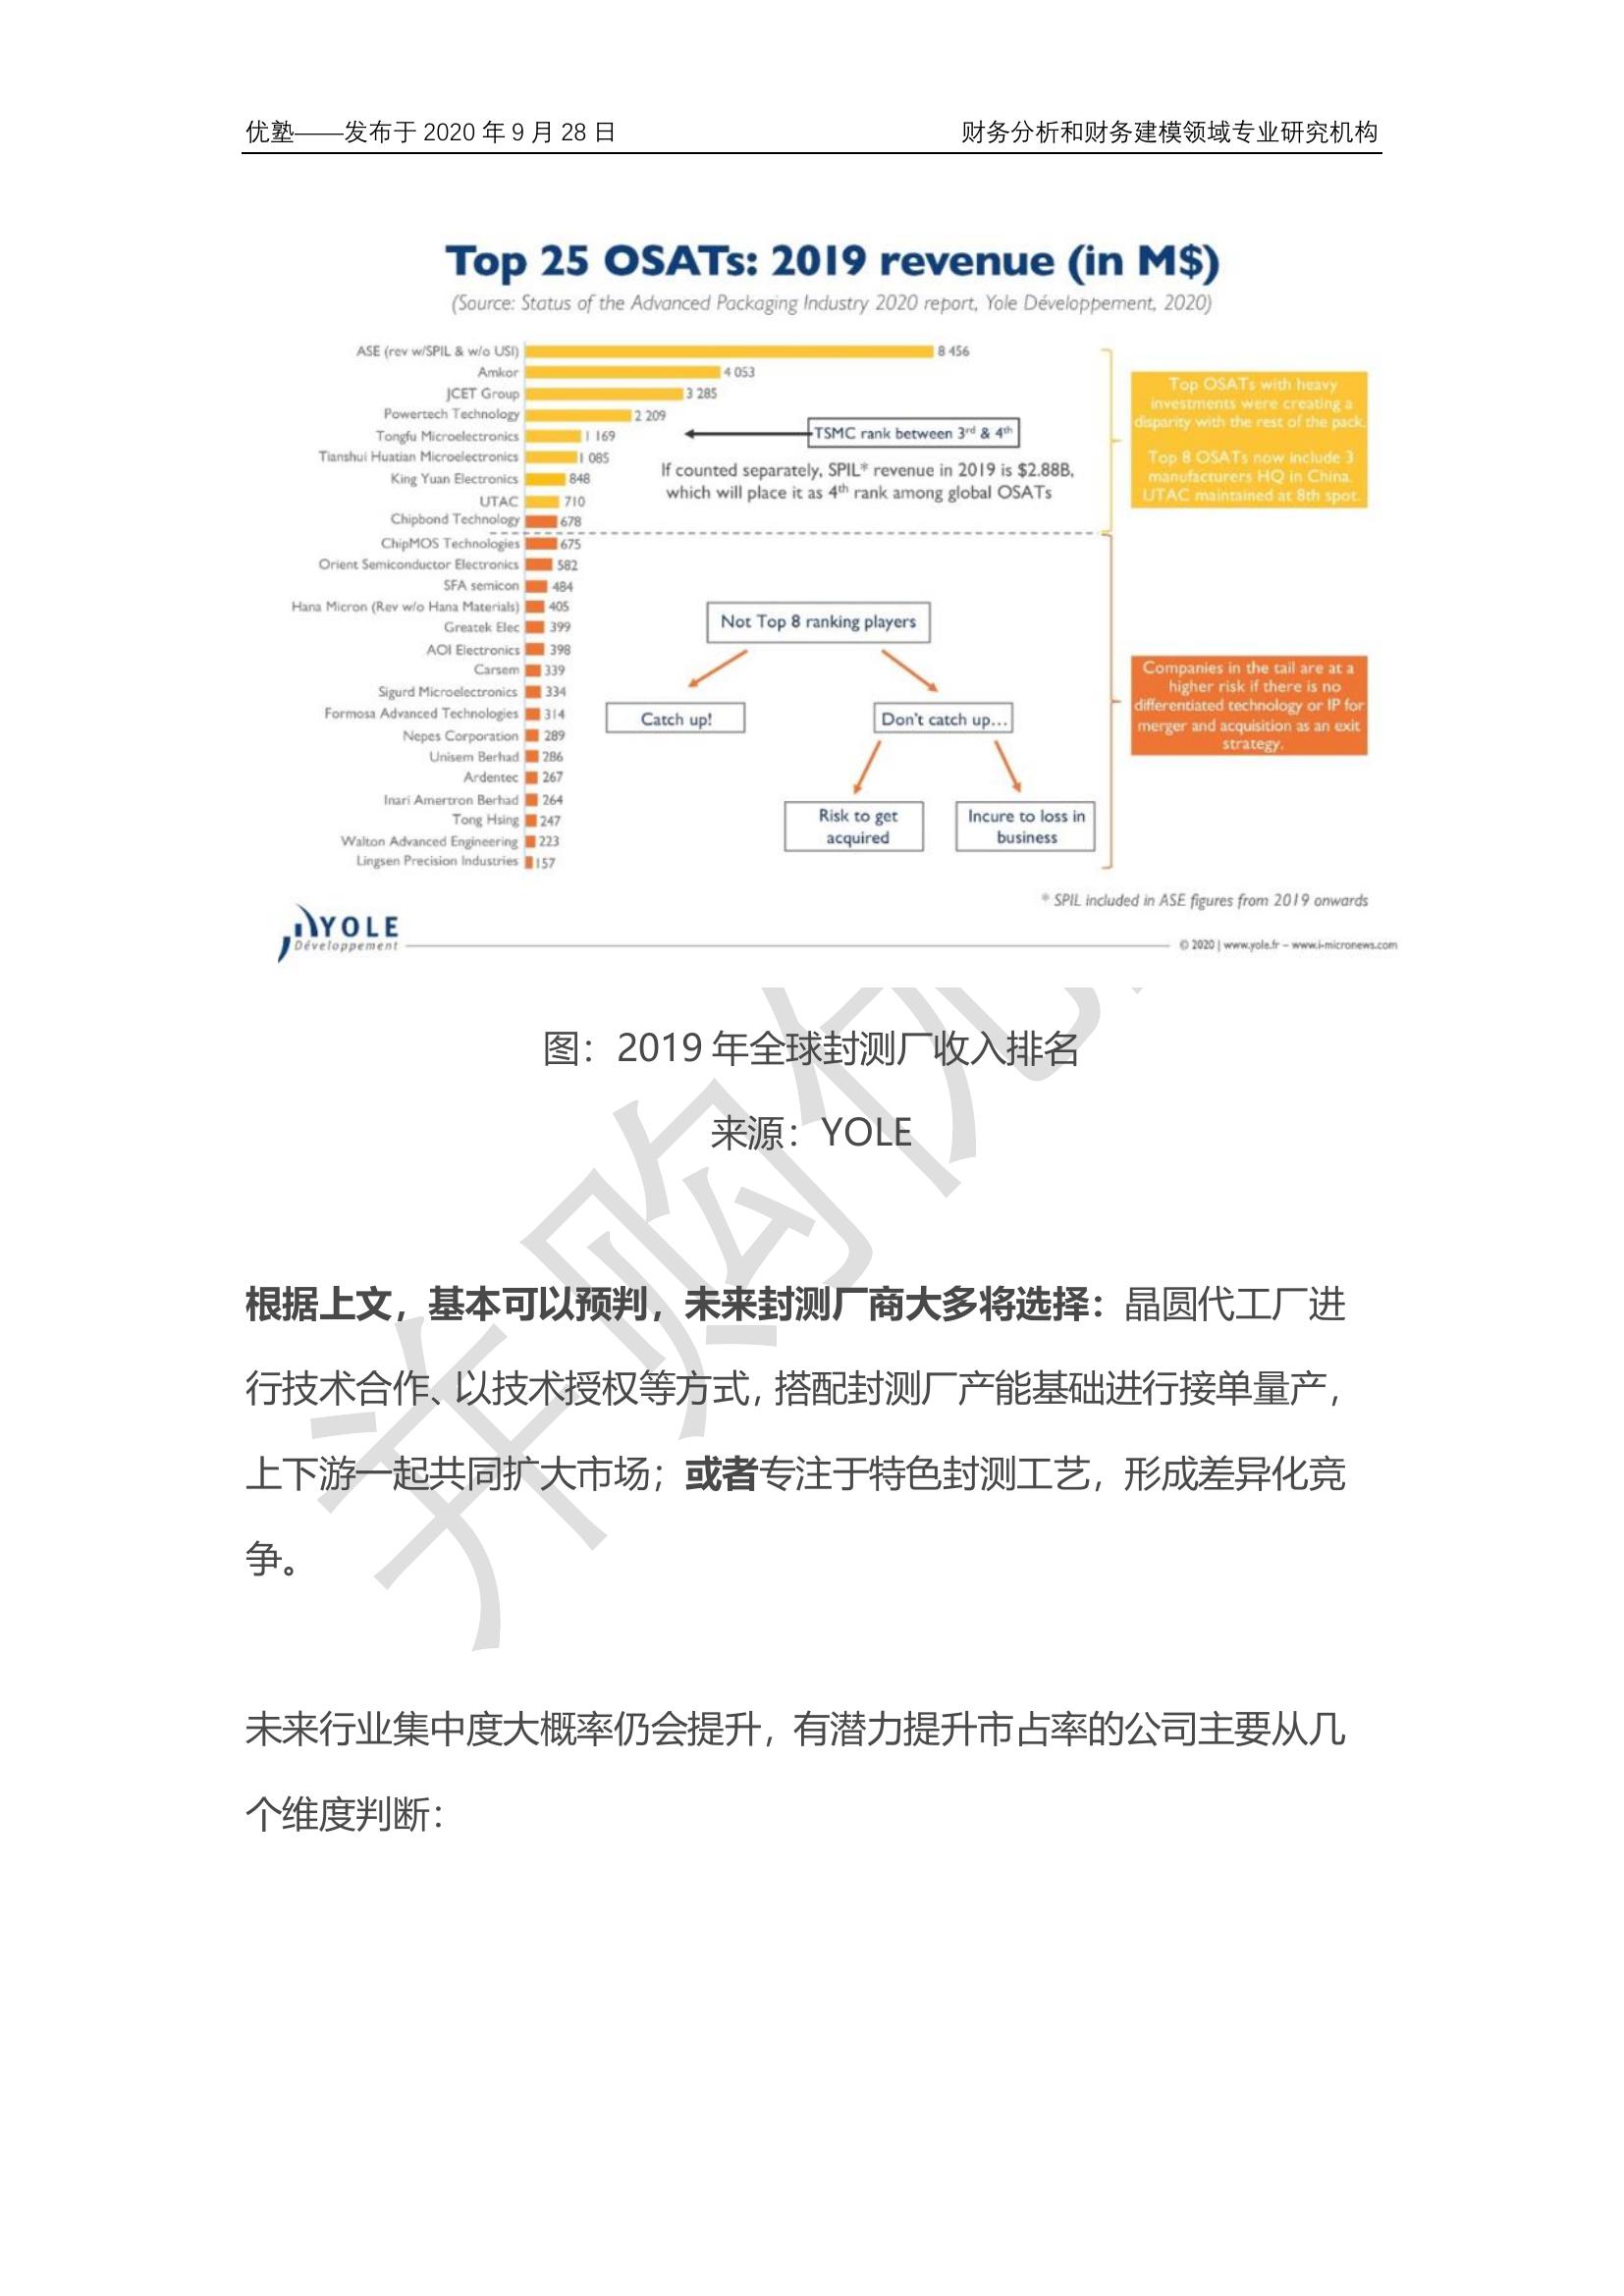 优塾——发布于 2020 年 9 月 28 日
财务分析和财务建模领域专业研究机构
Top 25 OSATs: 2019 revenue (in M$)
(Source: Status of the Advanced Packaging Industry 2020 report, Yole Développement, 2020)
ASE (rev w/SPIL & w/o USI) 8 456
Amkor 4 053
JCET Group 3 285
Powertech Technology 2 209
Tongfu Microelectronics 1 169
Tianshui Huatian Microelectronics 1 085
King Yuan Electronics 848
UTAC 710
Chipbond Technology 678
ChipMOS Technologies 675
Orient Semiconductor Electronics 582
SFA semicon 484
Hana Micron (Rev w/o Hana Materials) 405
Greatek Elec 399
AOI Electronics 398
Carsem 339
Sigurd Microelectronics 334
Formosa Advanced Technologies 314
Nepes Corporation 289
Unisem Berhad 286
Ardentec 267
Inari Amertron Berhad 264
Tong Hsing 247
Walton Advanced Engineering 223
Lingsen Precision Industries 157
TSMC rank between 3rd & 4th
If counted separately, SPIL* revenue in 2019 is $2.88B,
which will place it as 4th rank among global OSATs
Top OSATs with heavy
investments were creating a
disparity with the rest of the pack.
Top 8 OSATs now include 3
manufacturers HQ in China.
UTAC maintained at 8th spot.
Not Top 8 ranking players
Catch up!
Don't catch up...
Risk to get
acquired
Incure to loss in
business
Companies in the tail are at a
higher risk if there is no
differentiated technology or IP for
merger and acquisition as an exit
strategy.
* SPIL included in ASE figures from 2019 onwards
YOLE
Développement
© 2020 | www.yole.fr – www.i-micronews.com
图：2019 年全球封测厂收入排名
来源：YOLE
根据上文，基本可以预判，未来封测厂商大多将选择：晶圆代工厂进
行技术合作、以技术授权等方式，搭配封测厂产能基础进行接单量产，
上下游一起共同扩大市场；或者专注于特色封测工艺，形成差异化竞
争。
未来行业集中度大概率仍会提升，有潜力提升市占率的公司主要从几
个维度判断：